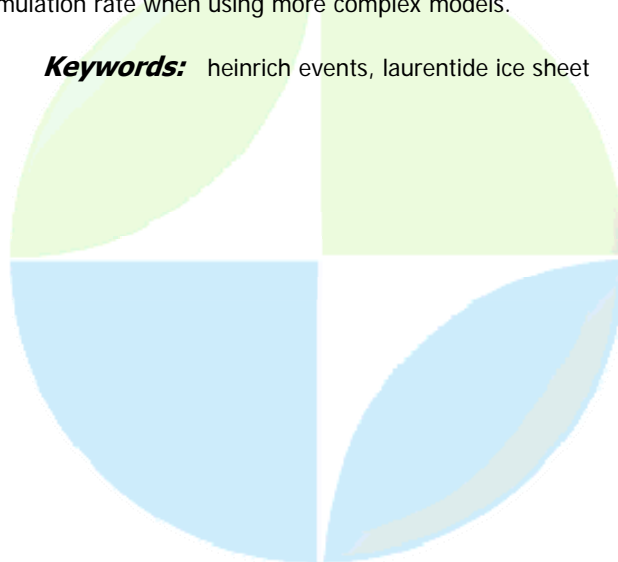 mulation rate when using more complex models.
Keywords: heinrich events, laurentide ice sheet